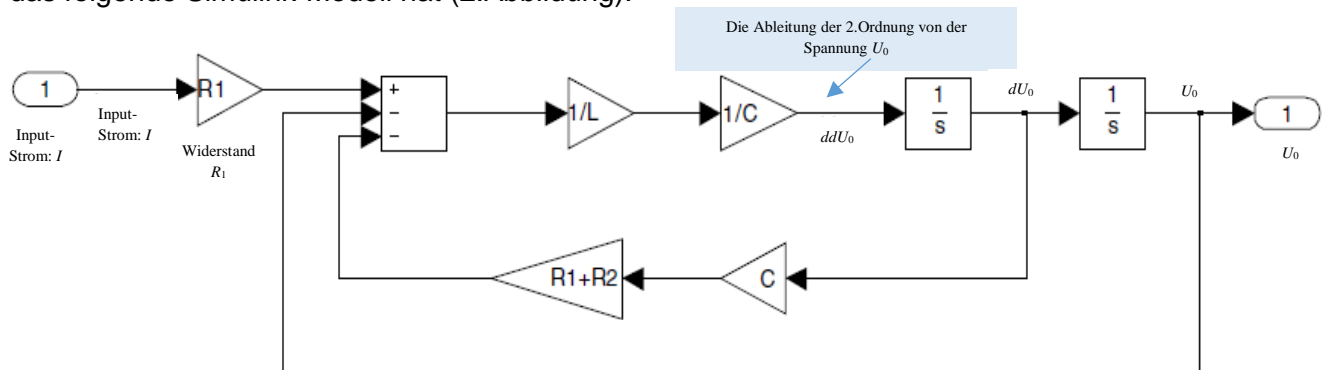 das folgende Simulink-Modell hat (2.Abbildung):
Die Ableitung der 2.Ordnung von der
Spannung U₀
1
Input-
Strom: I
Input-
Strom: I
R1
Widerstand
R₁
+
−
−
1/L
1/C
ddU₀
1
s
dU₀
1
s
U₀
1
U₀
R1+R2
C